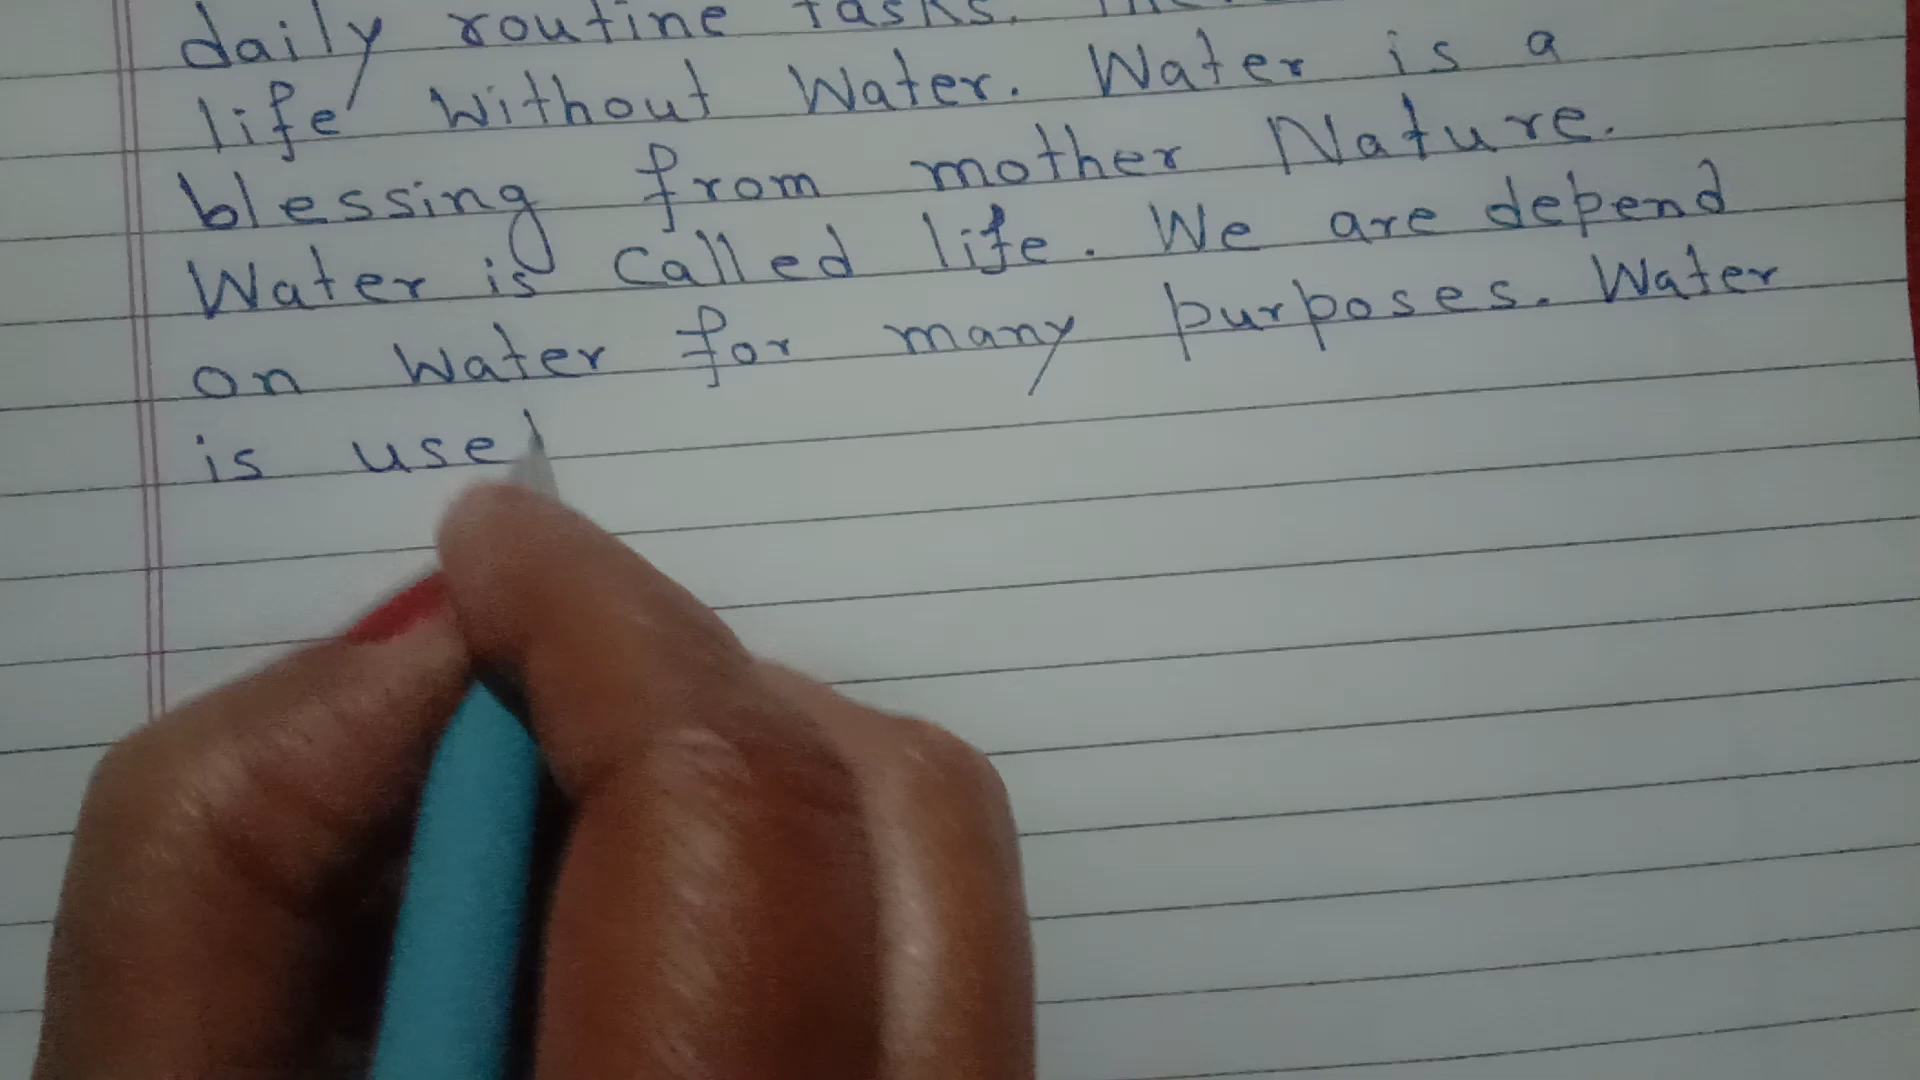 daily routine tasks.
life without water. Water is a
blessing from mother Nature.
Water is called life. We are depend
on water for many purposes. Water
is use